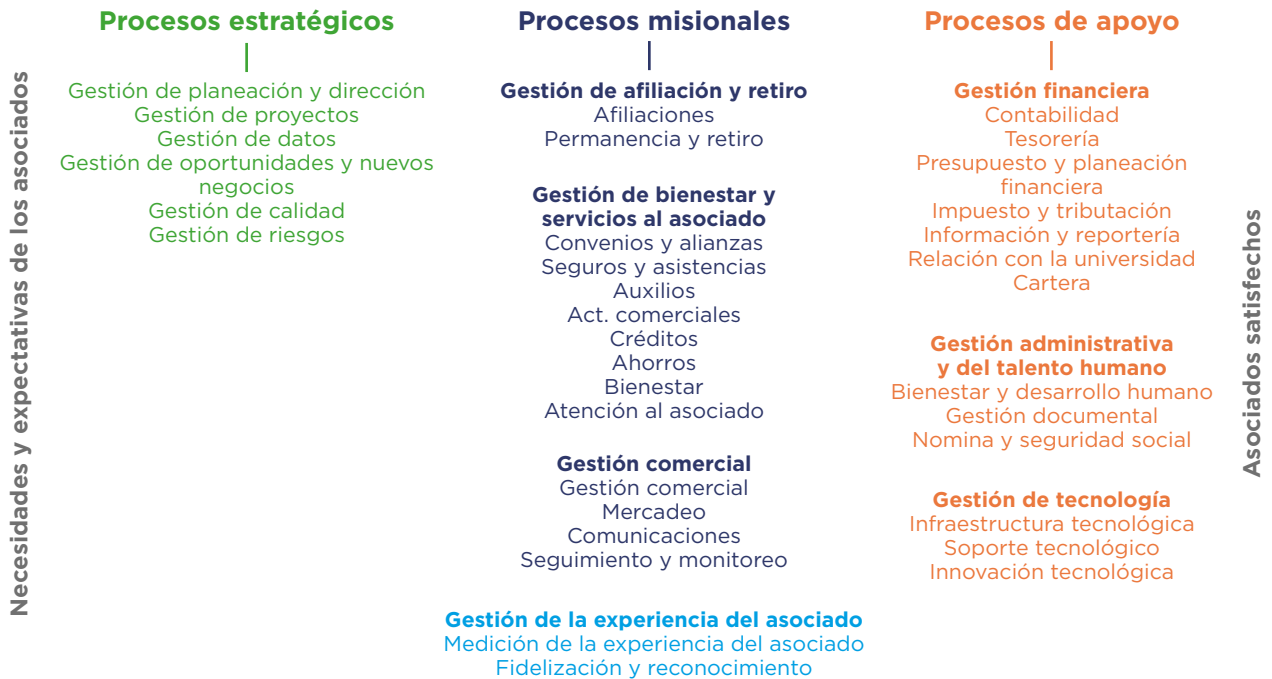 Necesidades y expectativas de los asociados
Procesos estratégicos
Gestión de planeación y dirección
Gestión de proyectos
Gestión de datos
Gestión de oportunidades y nuevos
negocios
Gestión de calidad
Gestión de riesgos
Procesos misionales
Gestión de afiliación y retiro
Afiliaciones
Permanencia y retiro
Gestión de bienestar y
servicios al asociado
Convenios y alianzas
Seguros y asistencias
Auxilios
Act. comerciales
Créditos
Ahorros
Bienestar
Atención al asociado
Gestión comercial
Gestión comercial
Mercadeo
Comunicaciones
Seguimiento y monitoreo
Gestión de la experiencia del asociado
Medición de la experiencia del asociado
Fidelización y reconocimiento
Procesos de apoyo
Gestión financiera
Contabilidad
Tesorería
Presupuesto y planeación
financiera
Impuesto y tributación
Información y reportería
Relación con la universidad
Cartera
Gestión administrativa
y del talento humano
Bienestar y desarrollo humano
Gestión documental
Nomina y seguridad social
Gestión de tecnología
Infraestructura tecnológica
Soporte tecnológico
Innovación tecnológica
Asociados satisfechos